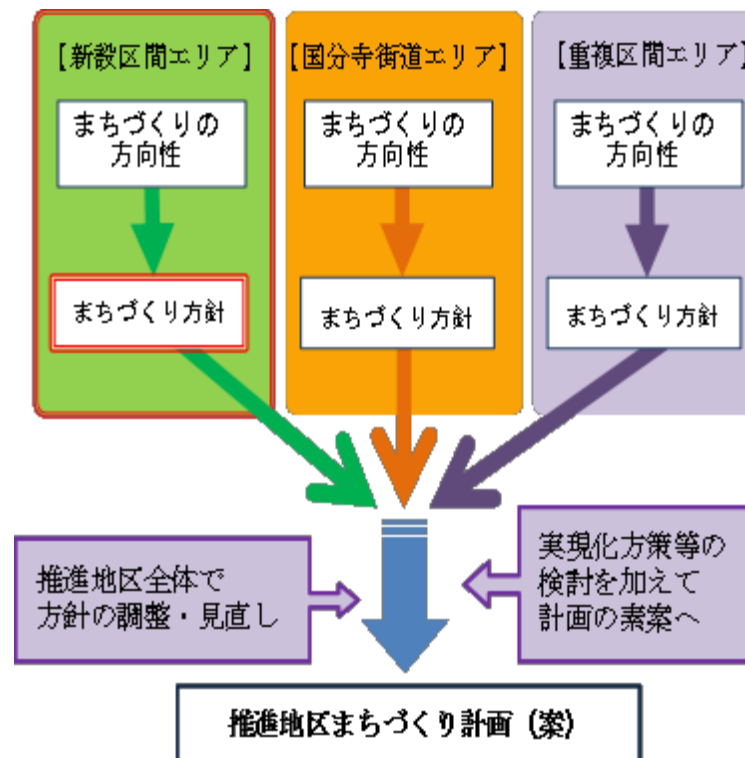 【新設区間エリア】
まちづくりの
方向性
まちづくり方針
【国分寺街道エリア】
まちづくりの
方向性
まちづくり方針
【重複区間エリア】
まちづくりの
方向性
まちづくり方針
推進地区全体で
方針の調整・見直し
実現化方策等の
検討を加えて
計画の素案へ
推進地区まちづくり計画（案）